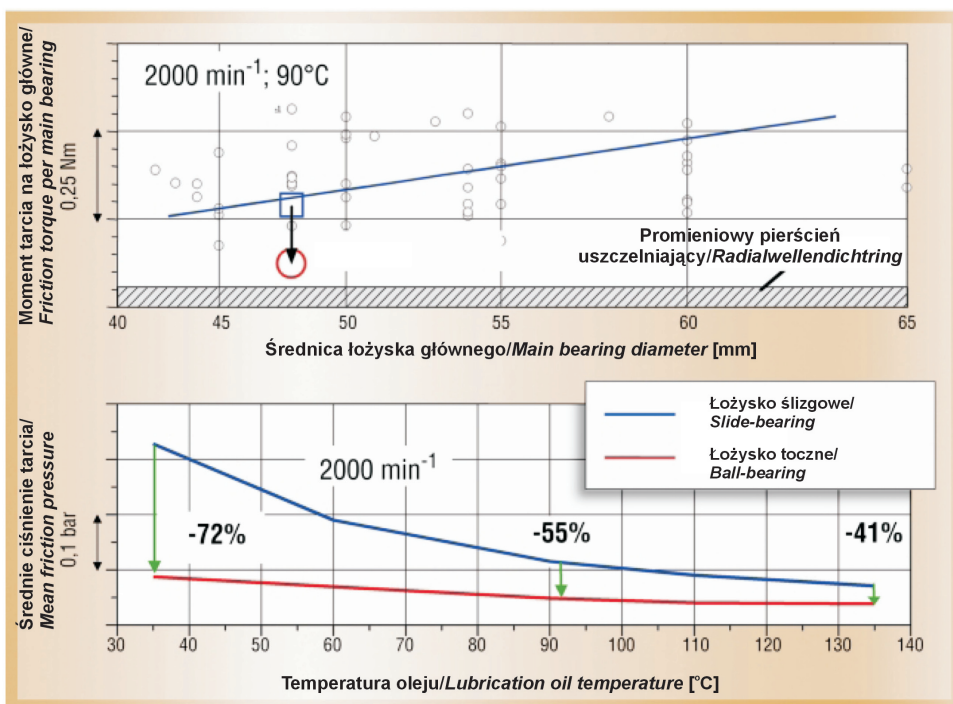 Moment tarcia na łożysko główne/
Friction torque per main bearing
0,25 Nm
2000 min⁻¹; 90°C
Promieniowy pierścień
uszczelniający/Radialwellendichtring
40 45 50 55 60 65
Średnica łożyska głównego/Main bearing diameter [mm]
Średnie ciśnienie tarcia/
Mean friction pressure
0,1 bar
Łożysko ślizgowe/
Slide-bearing
Łożysko toczne/
Ball-bearing
2000 min⁻¹
-72% -55% -41%
30 40 50 60 70 80 90 100 110 120 130 140
Temperatura oleju/Lubrication oil temperature [°C]